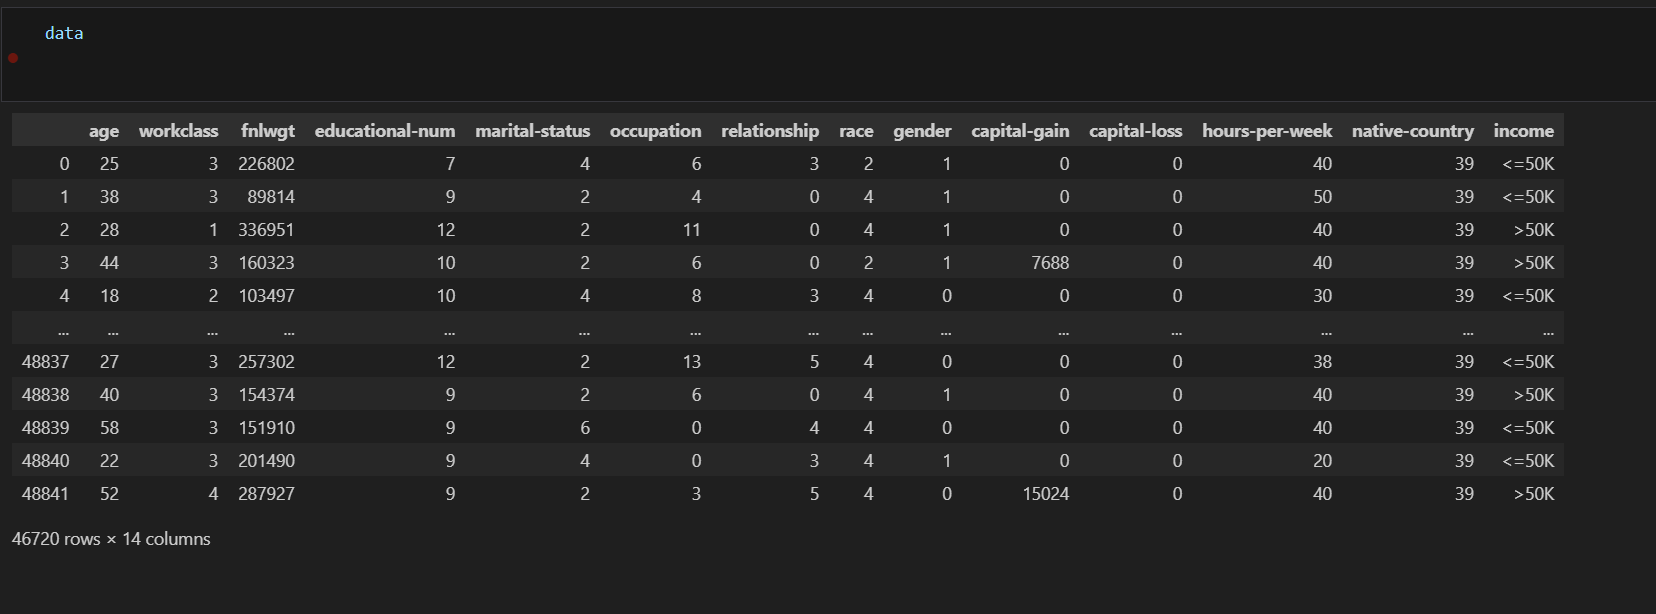 data
age workclass fnlwgt educational-num marital-status occupation relationship race gender capital-gain capital-loss hours-per-week native-country income
0 25 3 226802 7 4 6 3 2 1 0 0 40 39 <=50K
1 38 3 89814 9 2 4 0 4 1 0 0 50 39 <=50K
2 28 1 336951 12 2 11 0 4 1 0 0 40 39 >50K
3 44 3 160323 10 2 6 0 2 1 7688 0 40 39 >50K
4 18 2 103497 10 4 8 3 4 0 0 0 30 39 <=50K
... ... ... ... ... ... ... ... ... ... ... ... ... ... ...
48837 27 3 257302 12 2 13 5 4 0 0 0 38 39 <=50K
48838 40 3 154374 9 2 6 0 4 1 0 0 40 39 >50K
48839 58 3 151910 9 6 0 4 4 0 0 0 40 39 <=50K
48840 22 3 201490 9 4 0 3 4 1 0 0 20 39 <=50K
48841 52 4 287927 9 2 3 5 4 0 15024 0 40 39 >50K
46720 rows × 14 columns